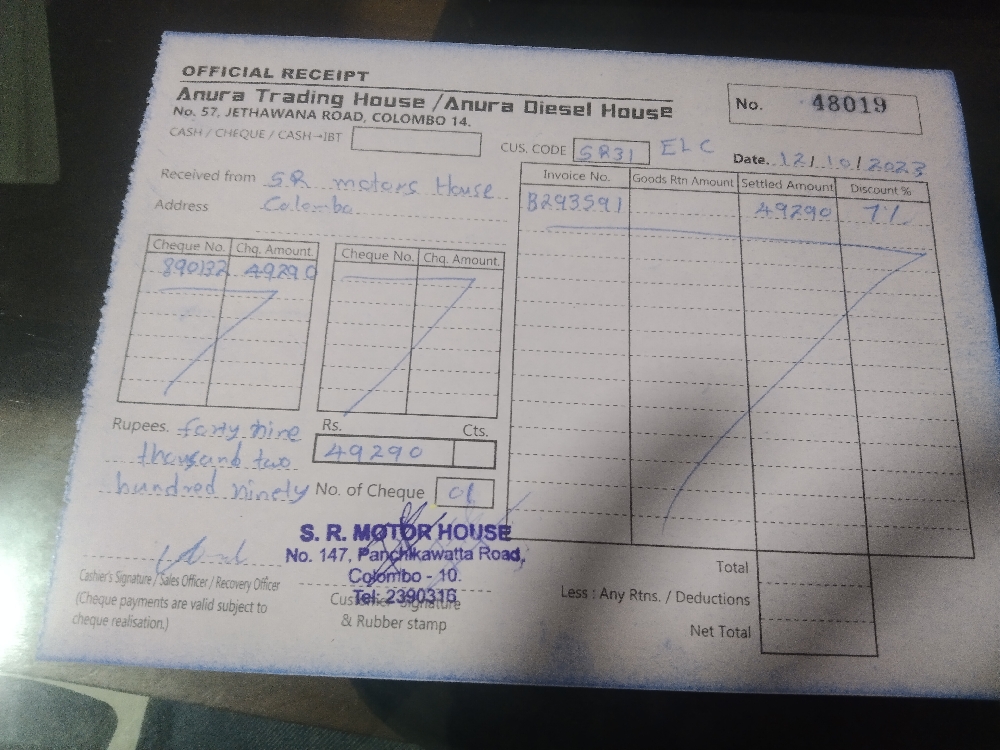 OFFICIAL RECEIPT
Anura Trading House /Anura Diesel House
No. 57, JETHAWANA ROAD, COLOMBO 14.
No. 48019
CASH / CHEQUE / CASH→IBT
CUS. CODE SR31 ELC
Date. 12/10/2023
Received from S.R motors House
Address Colombo
Invoice No. Goods Rtn Amount Settled Amount Discount %
B293591 49290 7%
Cheque No. Chq. Amount. Cheque No. Chq. Amount.
890132 49290
Rupees. forty nine
thousand two
hundred ninety
Rs. Cts.
49290
No. of Cheque 01
S. R. MOTOR HOUSE
No. 147, Panchikawatta Road,
Colombo - 10.
Tel: 2390316
Cashier's Signature / Sales Officer / Recovery Officer
(Cheque payments are valid subject to
cheque realisation.)
Customer Signature
& Rubber stamp
Total
Less : Any Rtns. / Deductions
Net Total